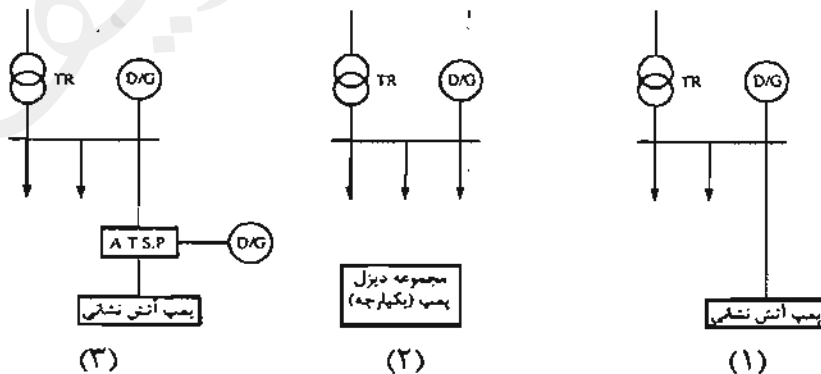 TR
D/G
TR
D/G
TR
D/G
A T S.P
D/G
مجموعه دیزل
پمپ (یکپارچه)
پمپ آتش نشانی
پمپ آتش نشانی
(۳)
(۲)
(۱)